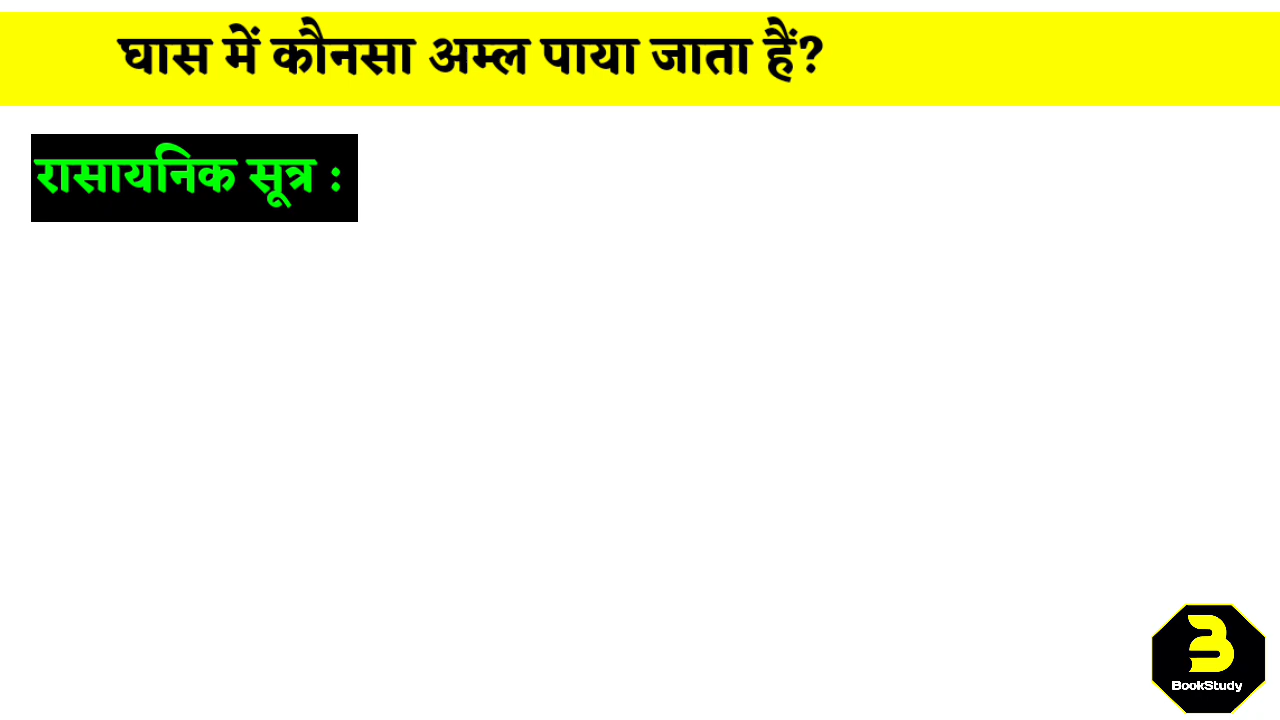 घास में कौनसा अम्ल पाया जाता हैं?
रासायनिक सूत्र :
BookStudy